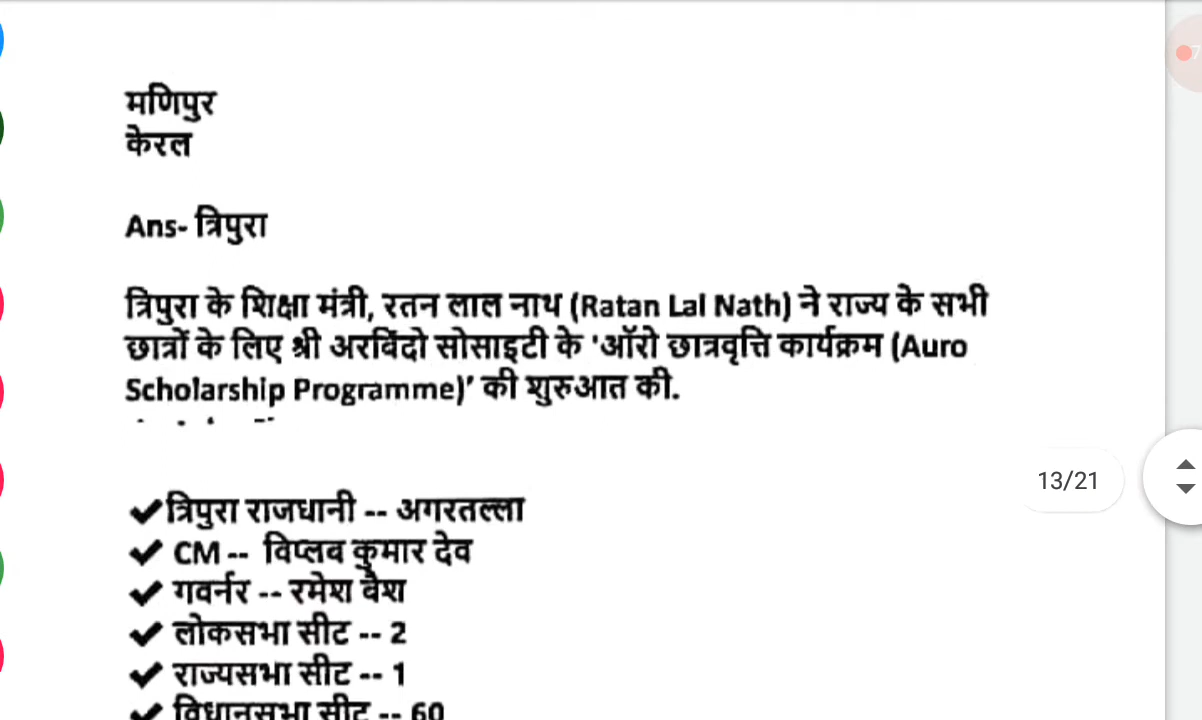 मणिपुर
केरल
Ans- त्रिपुरा
त्रिपुरा के शिक्षा मंत्री, रतन लाल नाथ (Ratan Lal Nath) ने राज्य के सभी
छात्रों के लिए श्री अरविंदो सोसाइटी के 'ऑरो छात्रवृत्ति कार्यक्रम (Auro
Scholarship Programme)’ की शुरुआत की.
13/21
✔त्रिपुरा राजधानी -- अगरतल्ला
✔ CM -- विप्लब कुमार देव
✔ गवर्नर -- रमेश वैश
✔ लोकसभा सीट -- 2
✔ राज्यसभा सीट -- 1
✔ विधानसभा सीट -- 60